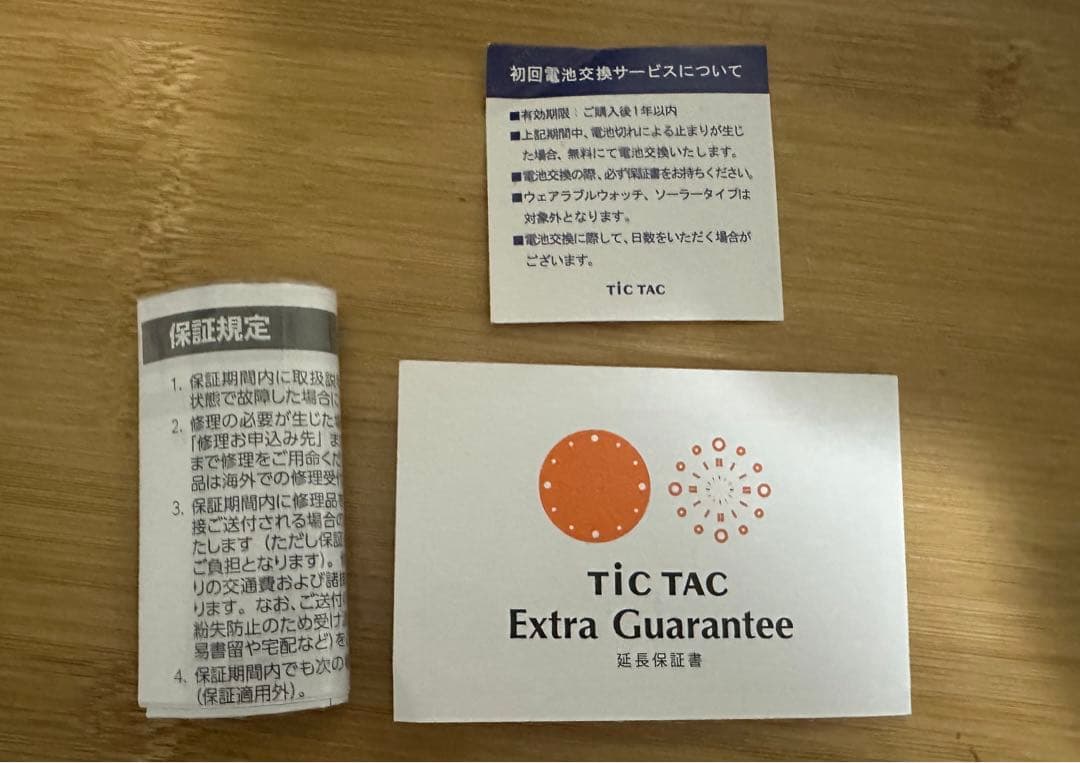 初回電池交換サービスについて
■有効期限：ご購入後1年以内
■上記期間中、電池切れによる止まりが生じ
た場合、無料にて電池交換いたします。
■電池交換の際、必ず保証書をお持ちください。
■ウェアラブルウォッチ、ソーラータイプは
対象外となります。
■電池交換に際して、日数をいただく場合が
ございます。
TiC TAC
保証規定
1. 保証期間内に取扱説
状態で故障した場合に
2. 修理の必要が生じた
「修理お申込み先」ま
まで修理をご用命くだ
品は海外での修理受
3. 保証期間内に修理品
接ご送付される場合の
たします（ただし保証
ご負担となります）。
りの交通費および諸
ります。なお、ご送付
紛失防止のため受け
易書留や宅配など）を
4. 保証期間内でも次の
（保証適用外）。
TiC TAC
Extra Guarantee
延長保証書